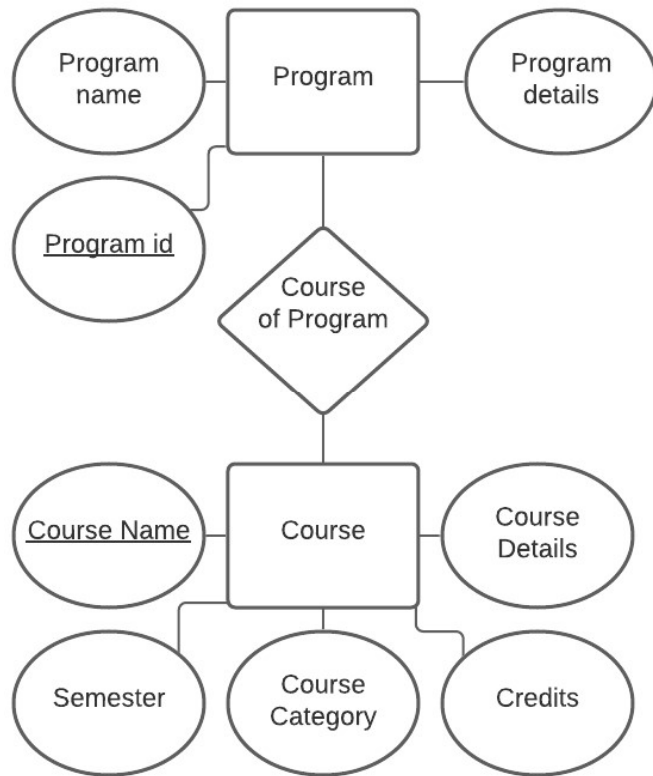 Program
name
Program
Program
details
Program id
Course
of Program
Course Name
Course
Course
Details
Semester
Course
Category
Credits